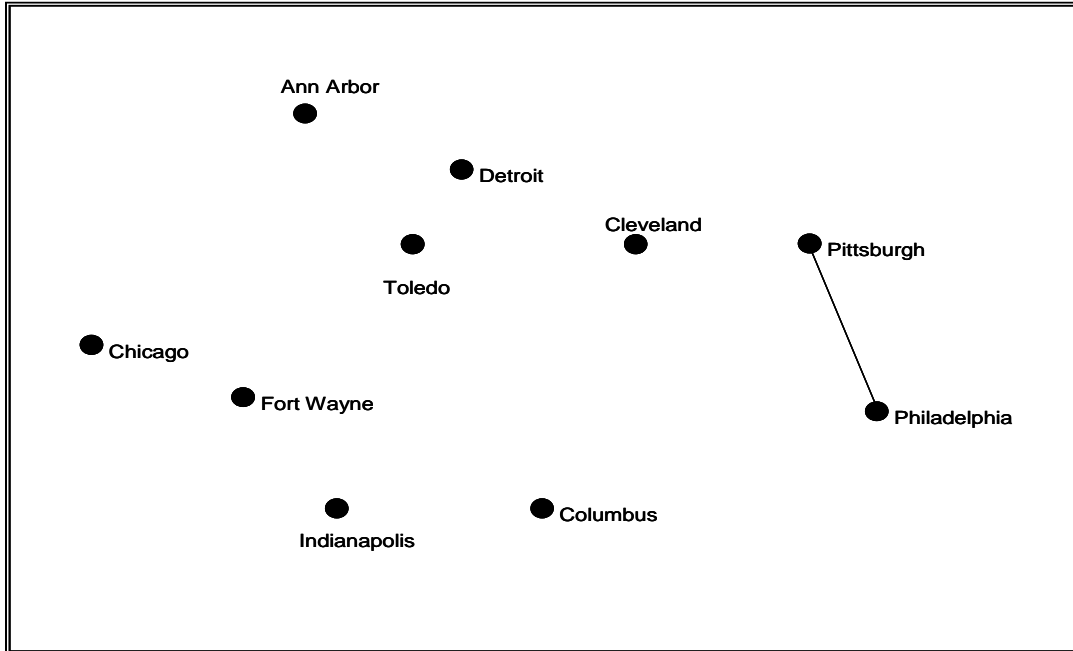 Ann Arbor
Detroit
Cleveland
Pittsburgh
Toledo
Chicago
Fort Wayne
Philadelphia
Columbus
Indianapolis